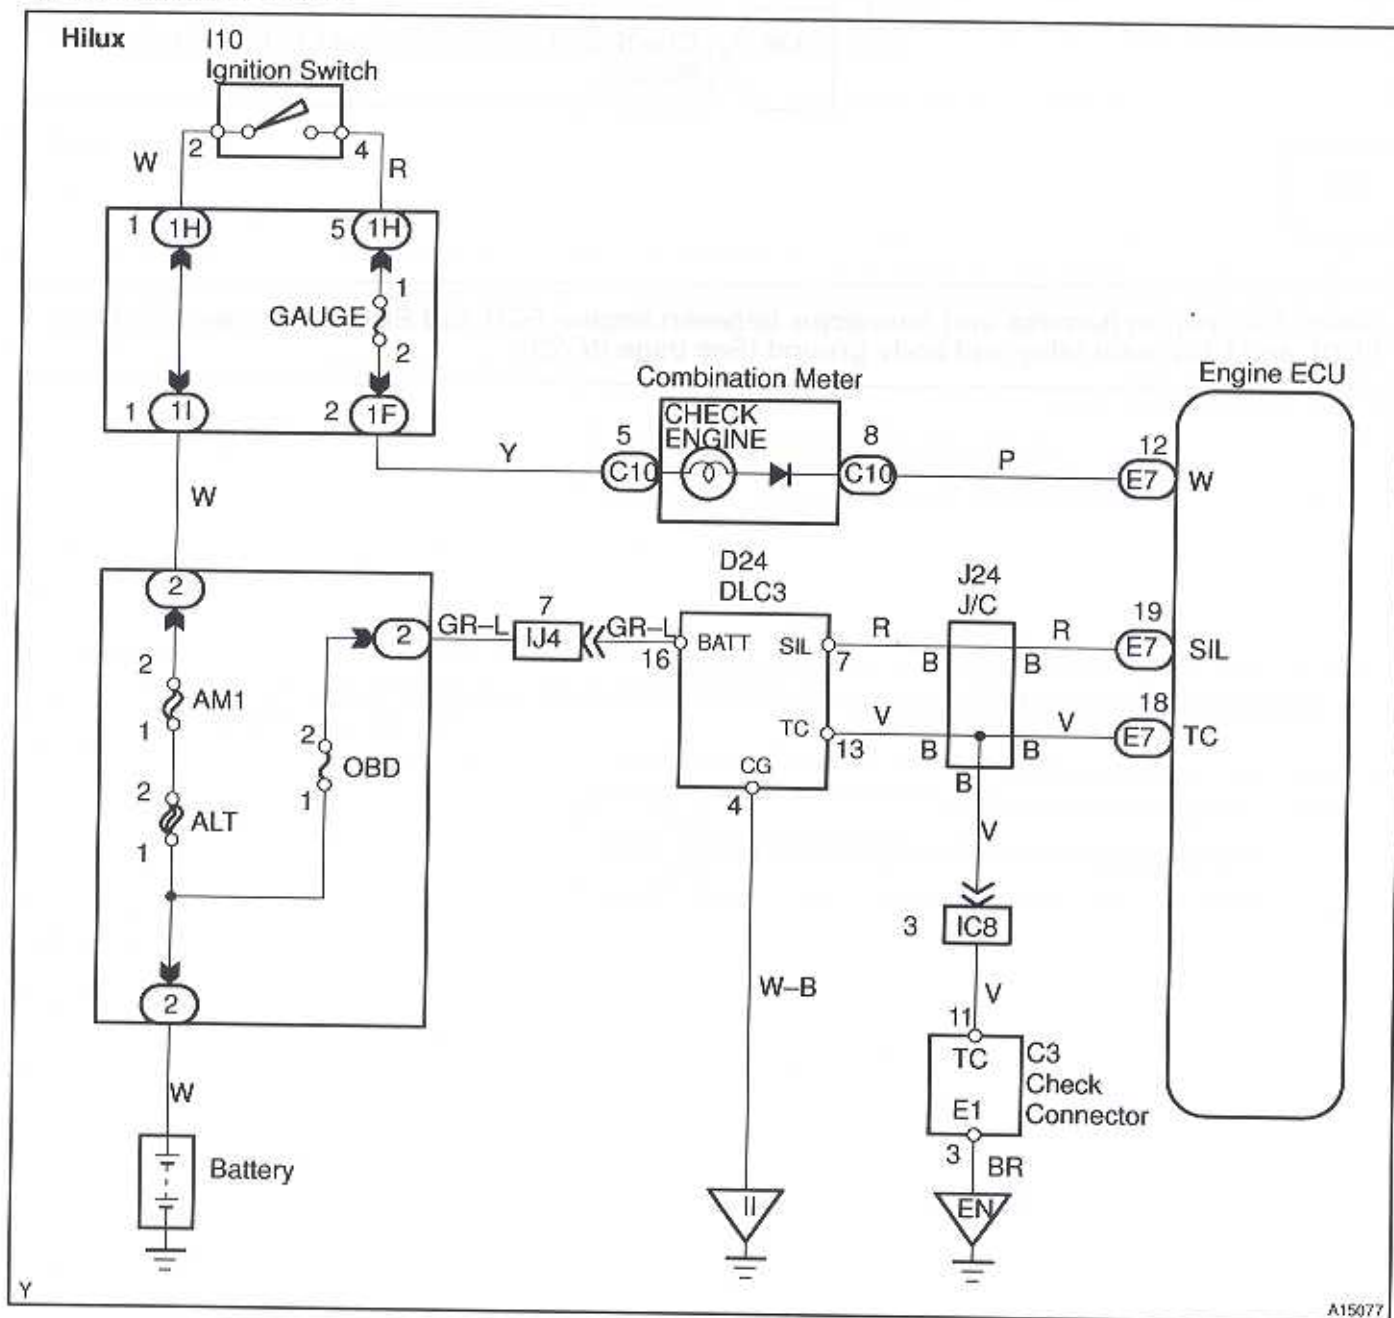 Hilux
I10
Ignition Switch
2
4
W
R
1
1H
5
1H
1
GAUGE
2
1
1I
2
1F
Combination Meter
CHECK
ENGINE
5
C10
8
C10
Y
P
Engine ECU
12
E7
W
W
2
2
AM1
1
2
ALT
1
2
OBD
1
2
GR–L
7
IJ4
GR–L
16
D24
DLC3
BATT
SIL
7
TC
13
CG
4
R
B
J24
J/C
R
B
19
E7
SIL
V
B
V
B
18
E7
TC
B
V
3
IC8
V
11
TC
E1
C3
Check
Connector
3
BR
EN
W–B
II
2
W
Battery
Y
A15077